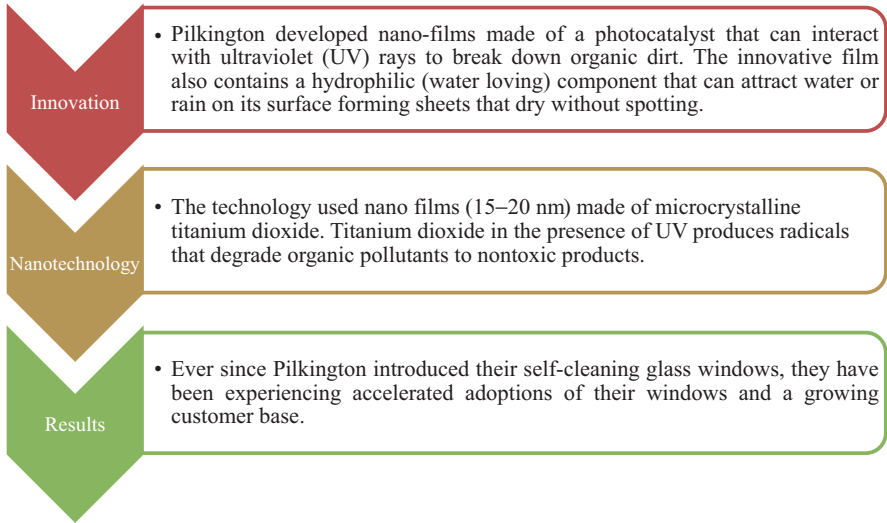 Innovation
• Pilkington developed nano-films made of a photocatalyst that can interact
with ultraviolet (UV) rays to break down organic dirt. The innovative film
also contains a hydrophilic (water loving) component that can attract water or
rain on its surface forming sheets that dry without spotting.
Nanotechnology
• The technology used nano films (15–20 nm) made of microcrystalline
titanium dioxide. Titanium dioxide in the presence of UV produces radicals
that degrade organic pollutants to nontoxic products.
Results
• Ever since Pilkington introduced their self-cleaning glass windows, they have
been experiencing accelerated adoptions of their windows and a growing
customer base.